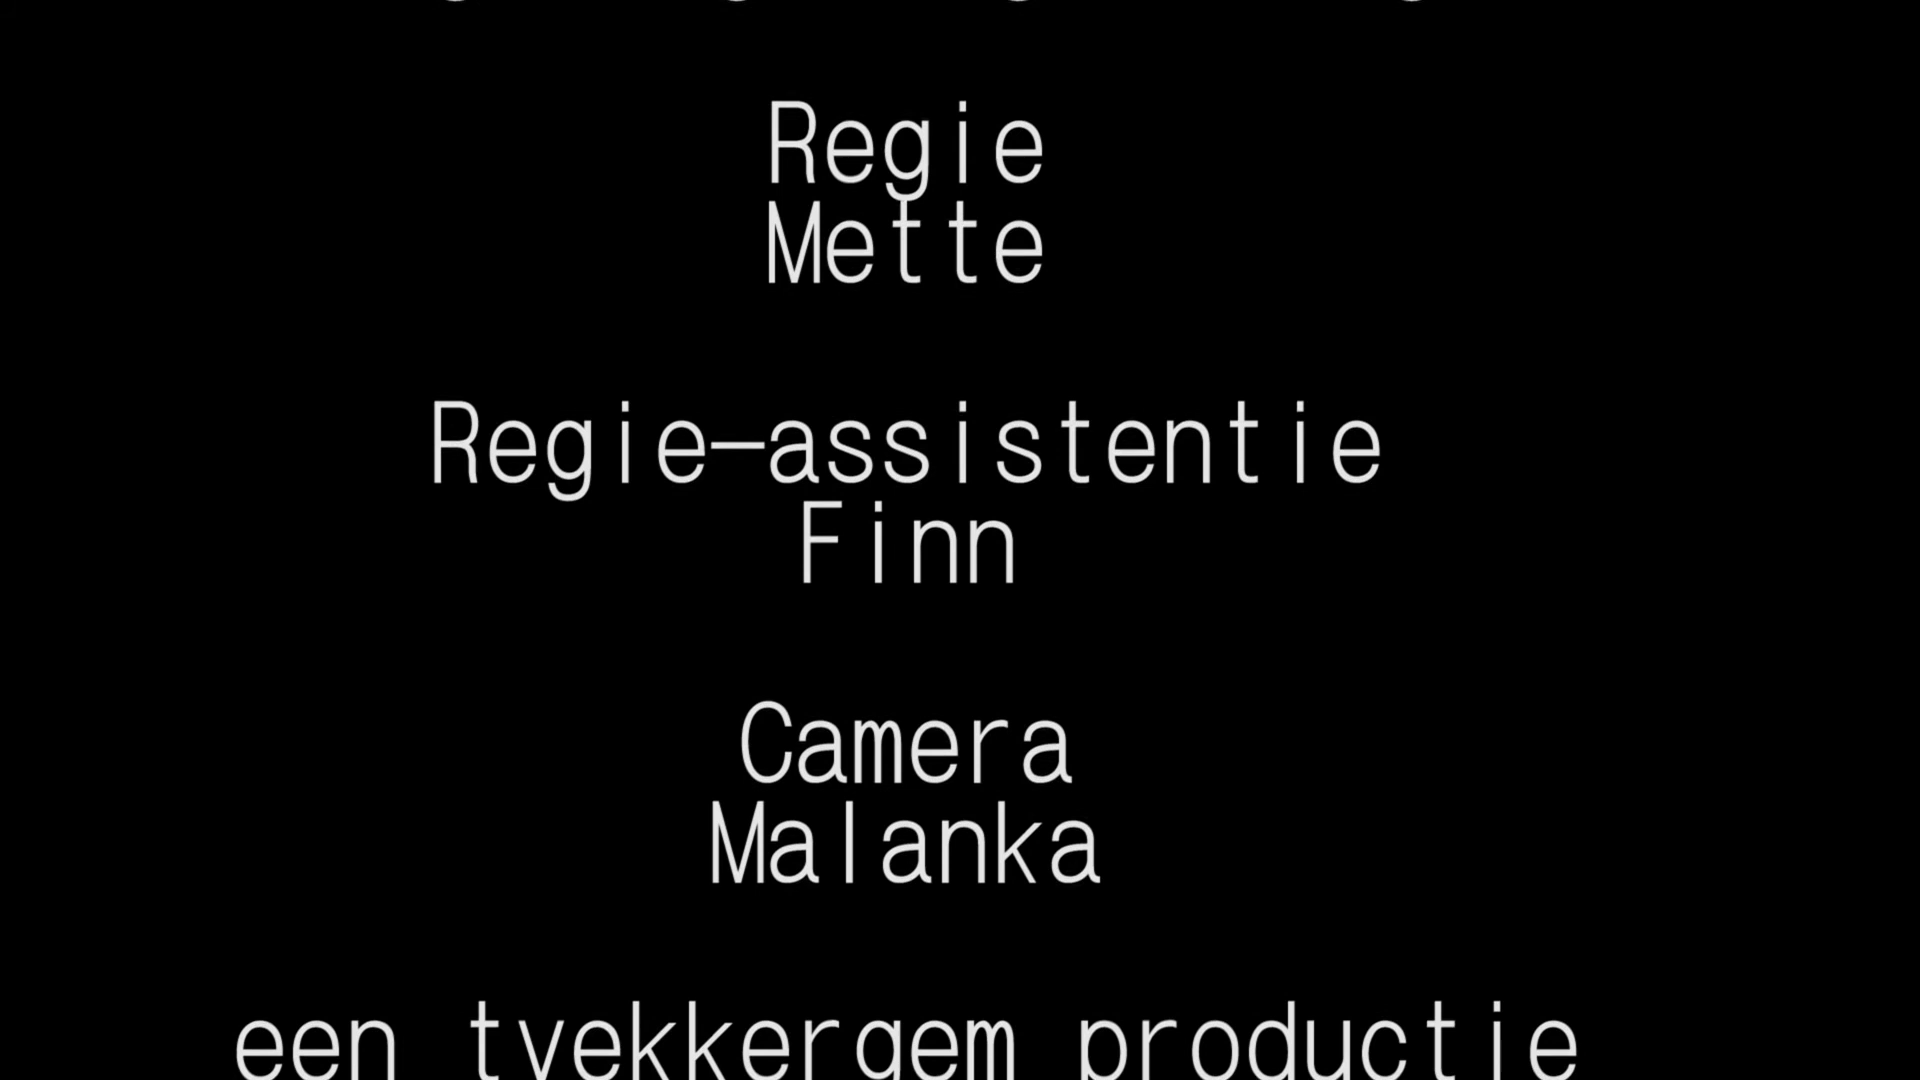 Regie
Mette
Regie-assistentie
Finn
Camera
Malanka
een tvekkergem productie